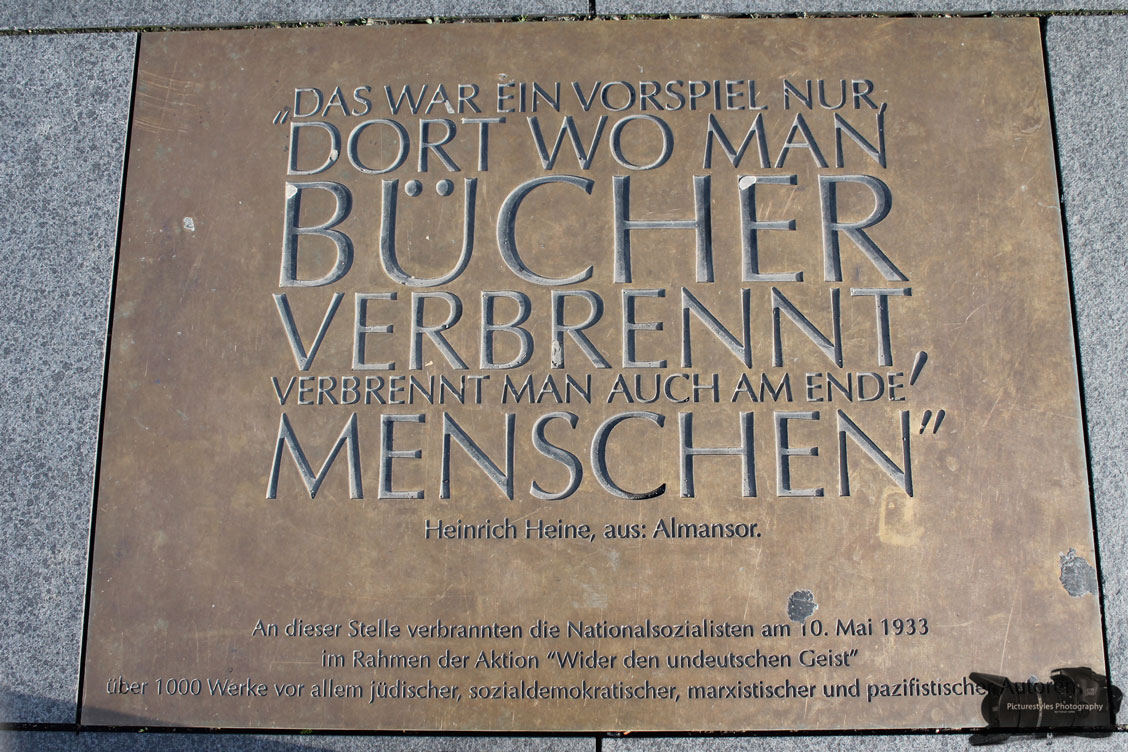 „DAS WAR EIN VORSPIEL NUR,
DORT WO MAN
BÜCHER
VERBRENNT,
VERBRENNT MAN AUCH AM ENDE
MENSCHEN”
Heinrich Heine, aus: Almansor.
An dieser Stelle verbrannten die Nationalsozialisten am 10. Mai 1933
im Rahmen der Aktion “Wider den undeutschen Geist”
über 1000 Werke vor allem jüdischer, sozialdemokratischer, marxistischer und pazifistischer Autoren.
Picturestyles Photography